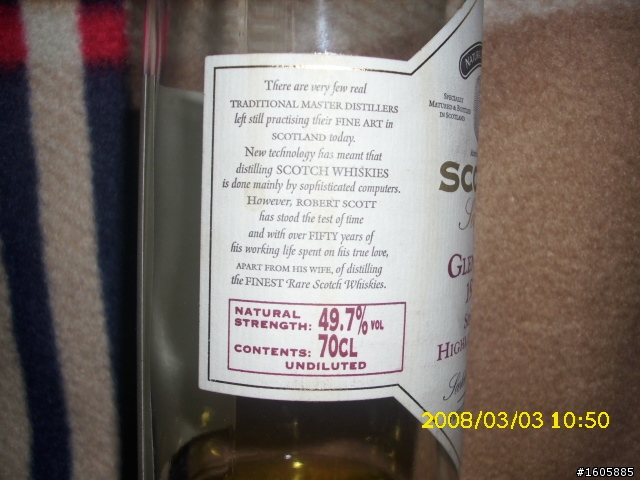 There are very few real
TRADITIONAL MASTER DISTILLERS
left still practising their FINE ART in
SCOTLAND today.
New technology has meant that
distilling SCOTCH WHISKIES
is done mainly by sophisticated computers.
However, ROBERT SCOTT
has stood the test of time
and with over FIFTY years of
his working life spent on his true love,
APART FROM HIS WIFE, of distilling
the FINEST Rare Scotch Whiskies.
NATURAL STRENGTH: 49.7% VOL
CONTENTS: 70CL
UNDILUTED
SPECIALLY
MATURED & BOTTLED
IN SCOTLAND
SCO
GLEN
19
HIGH
2008/03/03 10:50
#1605885